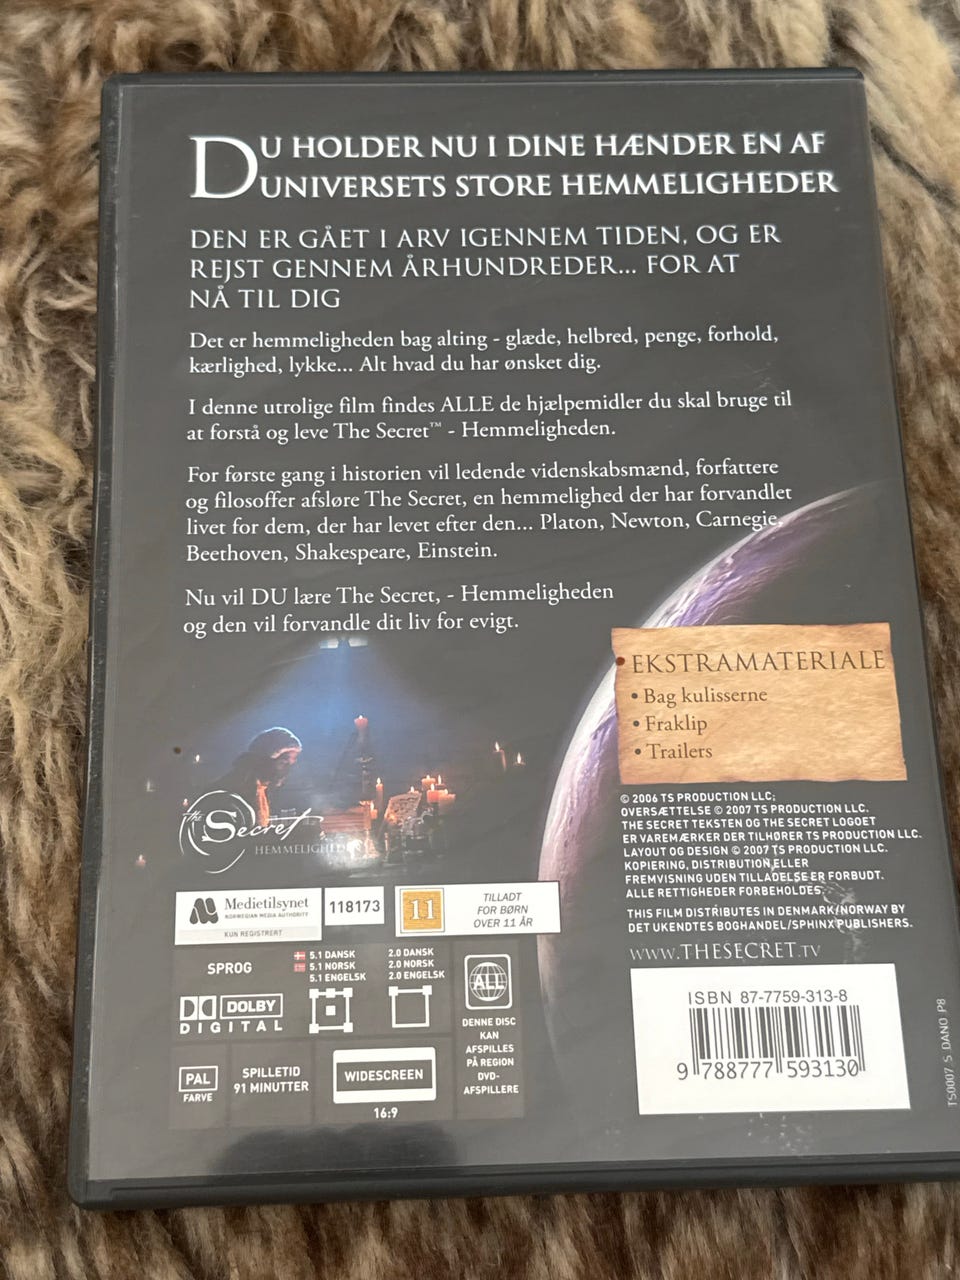 DU HOLDER NU I DINE HÆNDER EN AF
UNIVERSETS STORE HEMMELIGHEDER
DEN ER GÅET I ARV IGENNEM TIDEN, OG ER
REJST GENNEM ÅRHUNDREDER... FOR AT
NÅ TIL DIG
Det er hemmeligheden bag alting - glæde, helbred, penge, forhold,
kærlighed, lykke... Alt hvad du har ønsket dig.
I denne utrolige film findes ALLE de hjælpemidler du skal bruge til
at forstå og leve The Secret™ - Hemmeligheden.
For første gang i historien vil ledende videnskabsmænd, forfattere
og filosoffer afsløre The Secret, en hemmelighed der har forvandlet
livet for dem, der har levet efter den... Platon, Newton, Carnegie,
Beethoven, Shakespeare, Einstein.
Nu vil DU lære The Secret, - Hemmeligheden
og den vil forvandle dit liv for evigt.
EKSTRAMATERIALE
• Bag kulisserne
• Fraklip
• Trailers
the Secret
HEMMELIGHEDEN
© 2006 TS PRODUCTION LLC;
OVERSÆTTELSE © 2007 TS PRODUCTION LLC.
THE SECRET TEKSTEN OG THE SECRET LOGOET
ER VAREMÆRKER DER TILHØRER TS PRODUCTION LLC.
LAYOUT OG DESIGN © 2007 TS PRODUCTION LLC.
KOPIERING, DISTRIBUTION ELLER
FREMVISNING UDEN TILLADELSE ER FORBUDT.
ALLE RETTIGHEDER FORBEHOLDES.
THIS FILM DISTRIBUTES IN DENMARK/NORWAY BY
DET UKENDTES BOGHANDEL/SPHINX PUBLISHERS.
WWW.THESECRET.TV
Medietilsynet
NORWEGIAN MEDIA AUTHORITY
KUN REGISTRERT
118173
11
TILLADT
FOR BØRN
OVER 11 ÅR
SPROG
5.1 DANSK
5.1 NORSK
5.1 ENGELSK
2.0 DANSK
2.0 NORSK
2.0 ENGELSK
DOLBY
DIGITAL
ALL
DENNE DISC
KAN
AFSPILLES
PÅ REGION
DVD-
AFSPILLERE
PAL
FARVE
SPILLETID
91 MINUTTER
WIDESCREEN
16:9
ISBN 87-7759-313-8
9 788777 593130
TS0007 S DANO P8